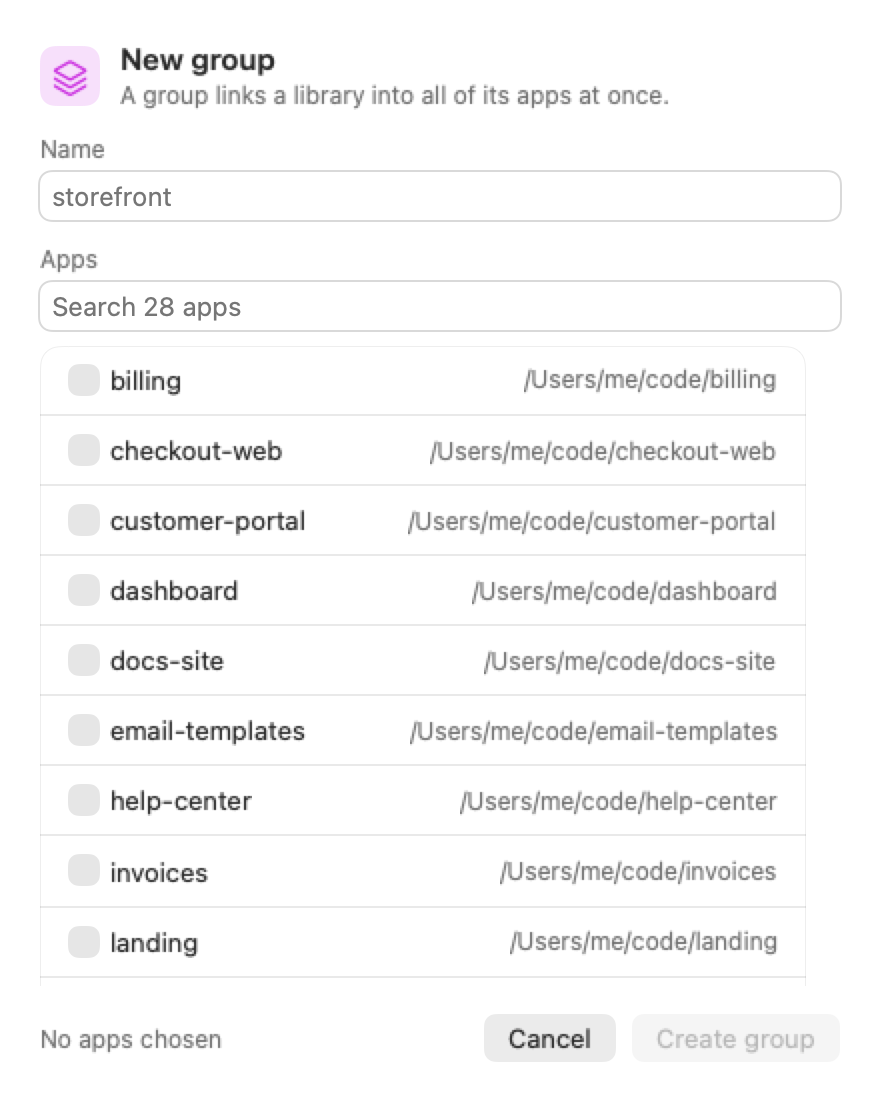 New group
A group links a library into all of its apps at once.
Name
storefront
Apps
Search 28 apps
billing /Users/me/code/billing
checkout-web /Users/me/code/checkout-web
customer-portal /Users/me/code/customer-portal
dashboard /Users/me/code/dashboard
docs-site /Users/me/code/docs-site
email-templates /Users/me/code/email-templates
help-center /Users/me/code/help-center
invoices /Users/me/code/invoices
landing /Users/me/code/landing
No apps chosen Cancel Create group